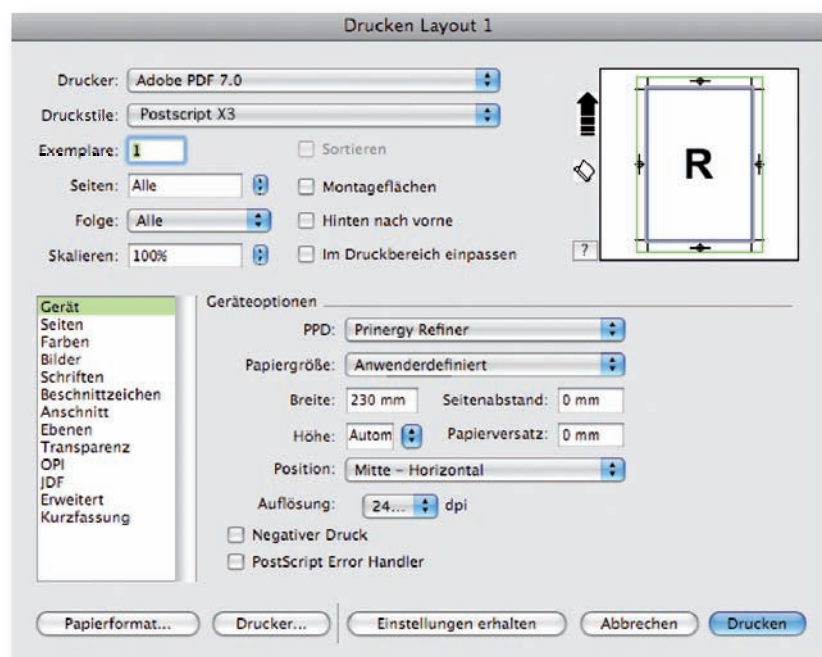 Drucken Layout 1
Drucker: Adobe PDF 7.0
Druckstile: Postscript X3
Exemplare: 1 Sortieren
Seiten: Alle Montageflächen
Folge: Alle Hinten nach vorne
Skalieren: 100% Im Druckbereich einpassen
R
?
Gerät
Seiten
Farben
Bilder
Schriften
Beschnittzeichen
Anschnitt
Ebenen
Transparenz
OPI
JDF
Erweitert
Kurzfassung
Geräteoptionen
PPD: Prinergy Refiner
Papiergröße: Anwenderdefiniert
Breite: 230 mm Seitenabstand: 0 mm
Höhe: Autom Papierversatz: 0 mm
Position: Mitte – Horizontal
Auflösung: 24... dpi
Negativer Druck
PostScript Error Handler
Papierformat... Drucker... Einstellungen erhalten Abbrechen Drucken